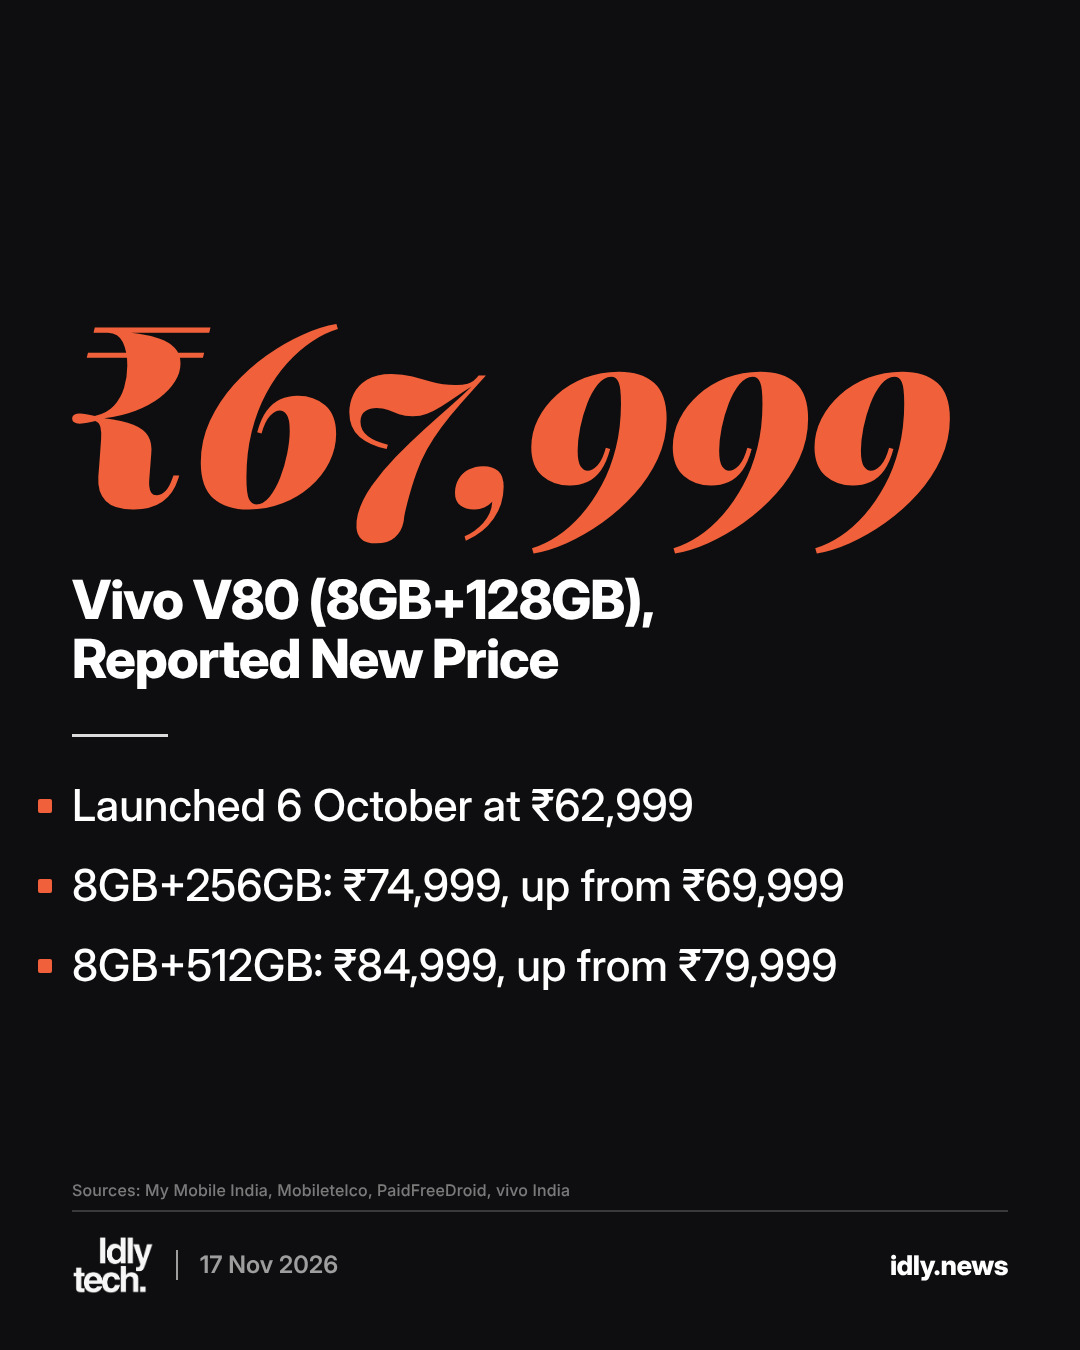 ₹67,999
Vivo V80 (8GB+128GB),
Reported New Price
Launched 6 October at ₹62,999
8GB+256GB: ₹74,999, up from ₹69,999
8GB+512GB: ₹84,999, up from ₹79,999
Sources: My Mobile India, Mobiletelco, PaidFreeDroid, vivo India
Idly
tech.
17 Nov 2026
idly.news